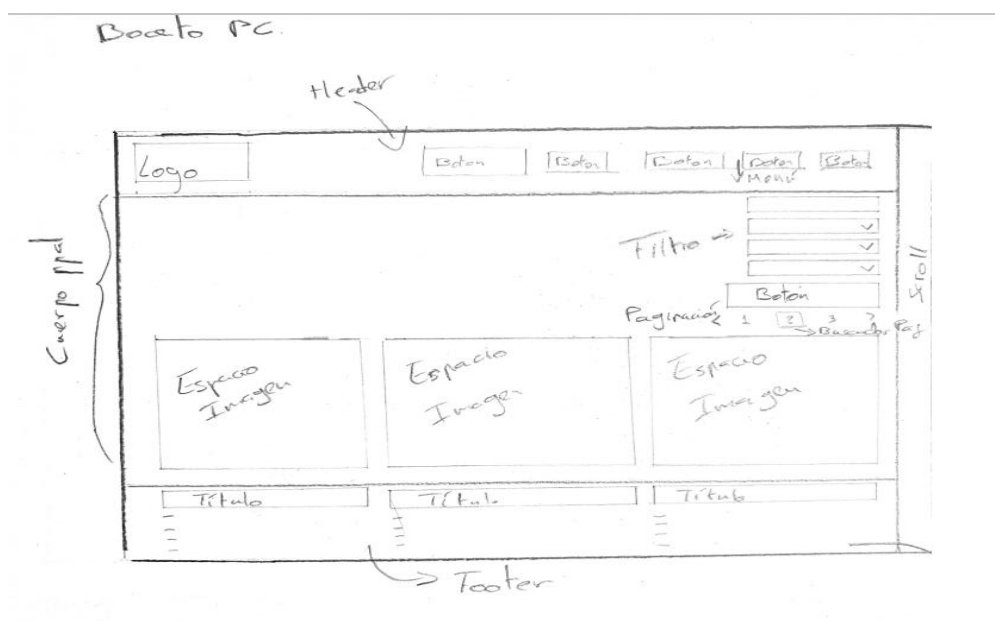 Boceto PC.
Header
Logo
Boton
Boton
Boton
Boton
Boton
Menú
Cuerpo ppal
Filtro
Scroll
Boton
Paginación
< 1 2 3 >
Buscador Pag
Espacio
Imagen
Espacio
Imagen
Espacio
Imagen
Título
Título
Título
Footer